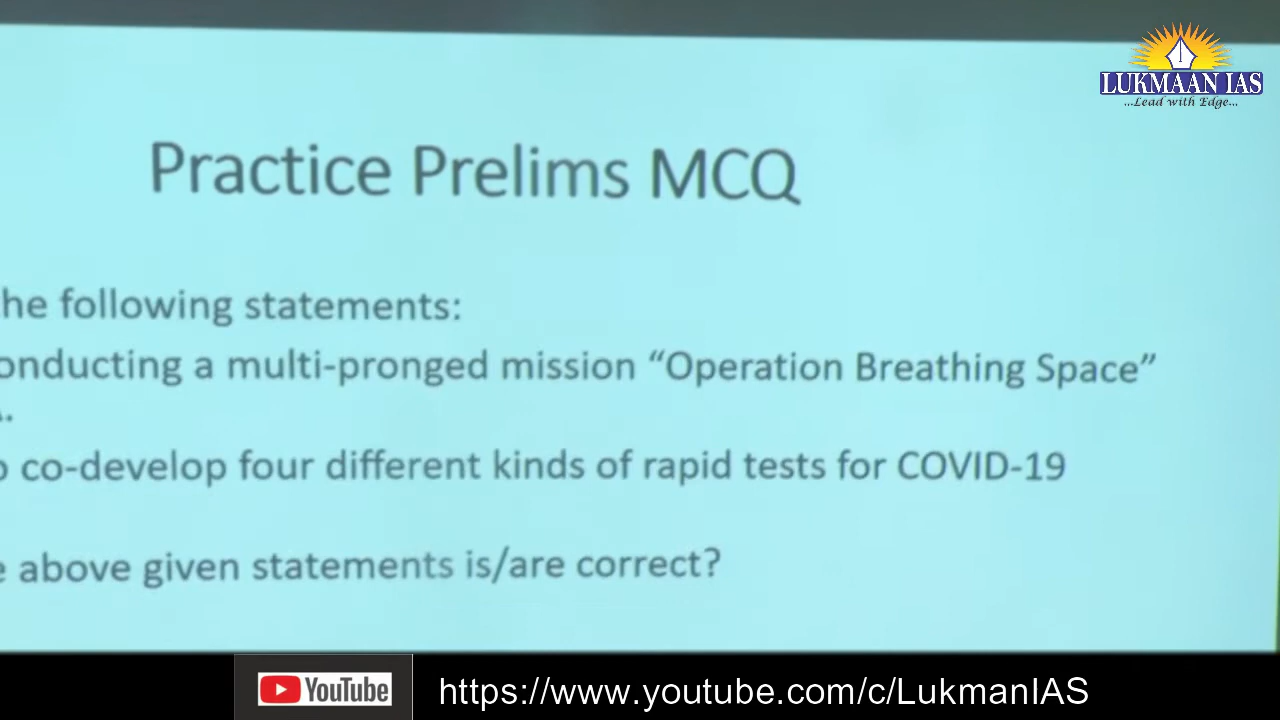 LUKMAAN IAS
...Lead with Edge...
Practice Prelims MCQ
he following statements:
onducting a multi-pronged mission “Operation Breathing Space”
.
co-develop four different kinds of rapid tests for COVID-19
e above given statements is/are correct?
YouTube
https://www.youtube.com/c/LukmanIAS